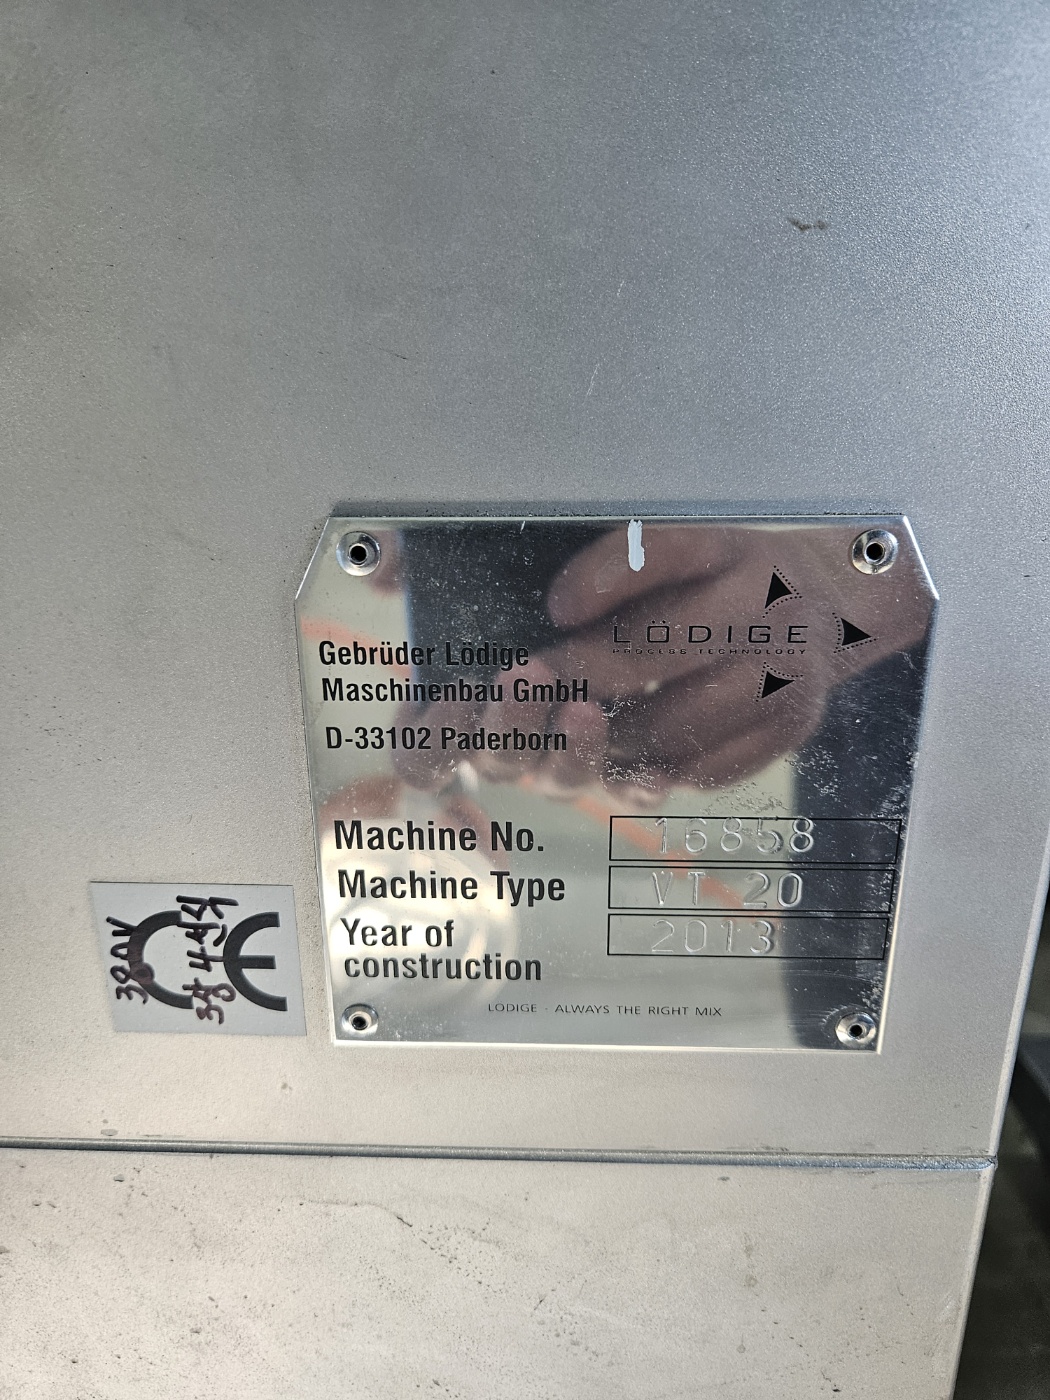 LÖDIGE
PROCESS TECHNOLOGY
Gebrüder Lödige
Maschinenbau GmbH
D-33102 Paderborn
Machine No. 16858
Machine Type VT 20
Year of
construction 2013
LÖDIGE - ALWAYS THE RIGHT MIX
CE
380V